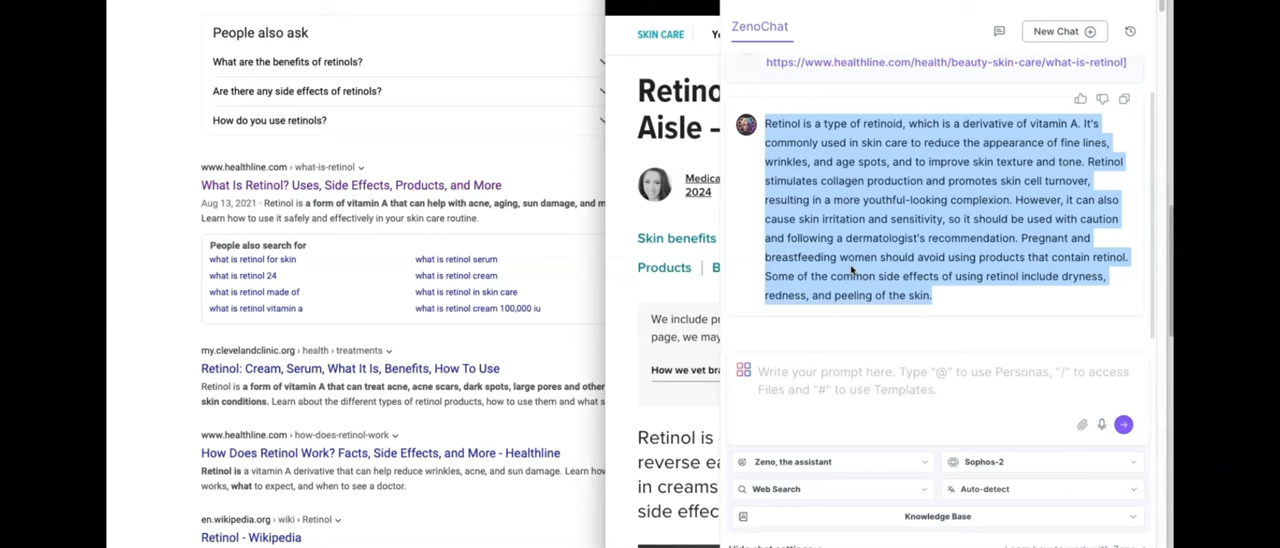 People also ask
What are the benefits of retinols?
Are there any side effects of retinols?
How do you use retinols?
www.healthline.com › what-is-retinol
What Is Retinol? Uses, Side Effects, Products, and More
Aug 13, 2021 · Retinol is a form of vitamin A that can help with acne, aging, sun damage, and m
Learn how to use it safely and effectively in your skin care routine.
People also search for
what is retinol for skin
what is retinol serum
what is retinol 24
what is retinol cream
what is retinol made of
what is retinol in skin care
what is retinol vitamin a
what is retinol cream 100,000 iu
my.clevelandclinic.org › health › treatments
Retinol: Cream, Serum, What It Is, Benefits, How To Use
Retinol is a form of vitamin A that can treat acne, acne scars, dark spots, large pores and other
skin conditions. Learn about the different types of retinol products, how to use them and what s
www.healthline.com › how-does-retinol-work
How Does Retinol Work? Facts, Side Effects, and More - Healthline
Retinol is a vitamin A derivative that can help reduce wrinkles, acne, and sun damage. Learn how
works, what to expect, and when to see a doctor.
en.wikipedia.org › wiki › Retinol
Retinol - Wikipedia
SKIN CARE
Retino
Aisle -
Medica
2024
Skin benefits
Products
B
We include pr
page, we may
How we vet bra
Retinol is
reverse ea
in creams
side effec
ZenoChat
New Chat
https://www.healthline.com/health/beauty-skin-care/what-is-retinol]
Retinol is a type of retinoid, which is a derivative of vitamin A. It's
commonly used in skin care to reduce the appearance of fine lines,
wrinkles, and age spots, and to improve skin texture and tone. Retinol
stimulates collagen production and promotes skin cell turnover,
resulting in a more youthful-looking complexion. However, it can also
cause skin irritation and sensitivity, so it should be used with caution
and following a dermatologist's recommendation. Pregnant and
breastfeeding women should avoid using products that contain retinol.
Some of the common side effects of using retinol include dryness,
redness, and peeling of the skin.
Write your prompt here. Type "@" to use Personas, "/" to access
Files and "#" to use Templates.
Zeno, the assistant
Sophos-2
Web Search
Auto-detect
Knowledge Base
Hide chat settings